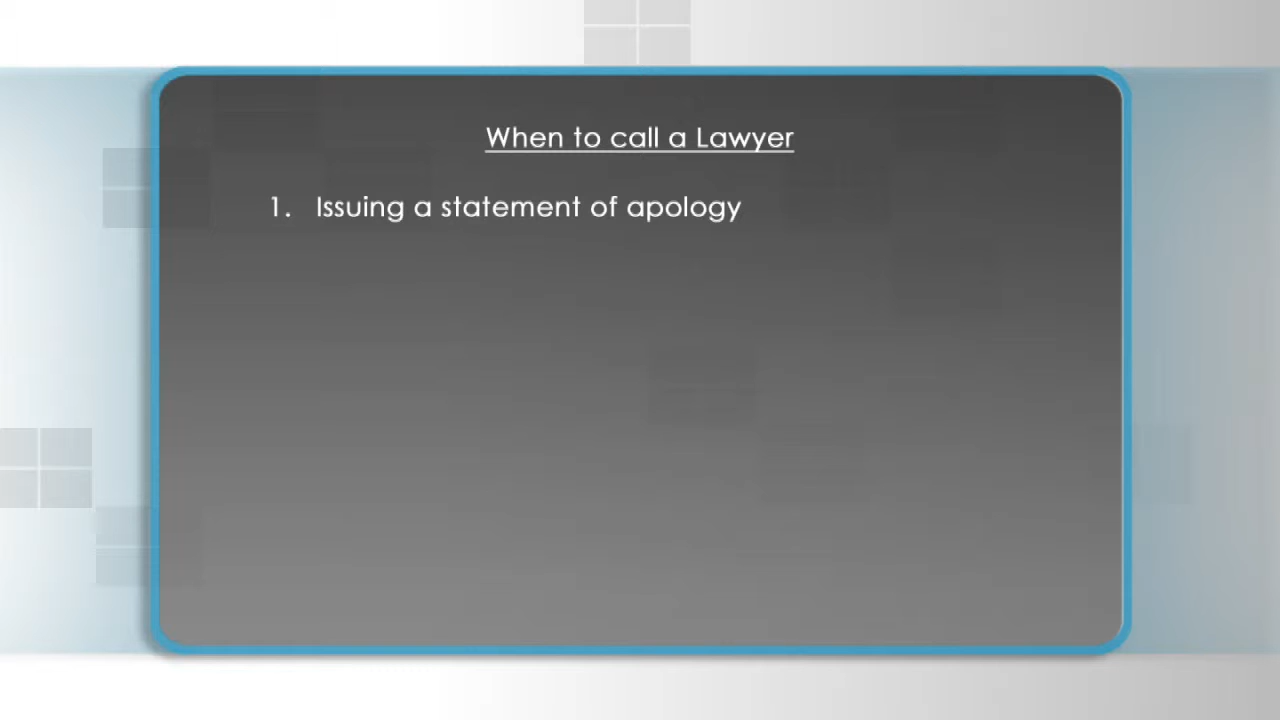 When to call a Lawyer
1. Issuing a statement of apology